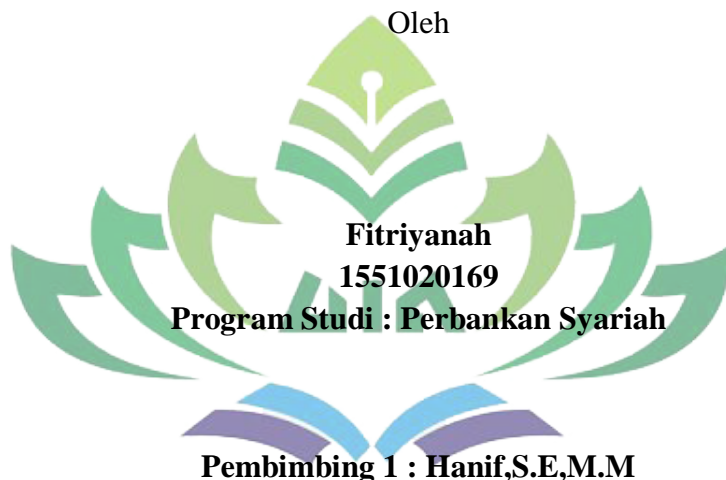 Oleh
Fitriyanah
1551020169
Program Studi : Perbankan Syariah
Pembimbing 1 : Hanif,S.E,M.M